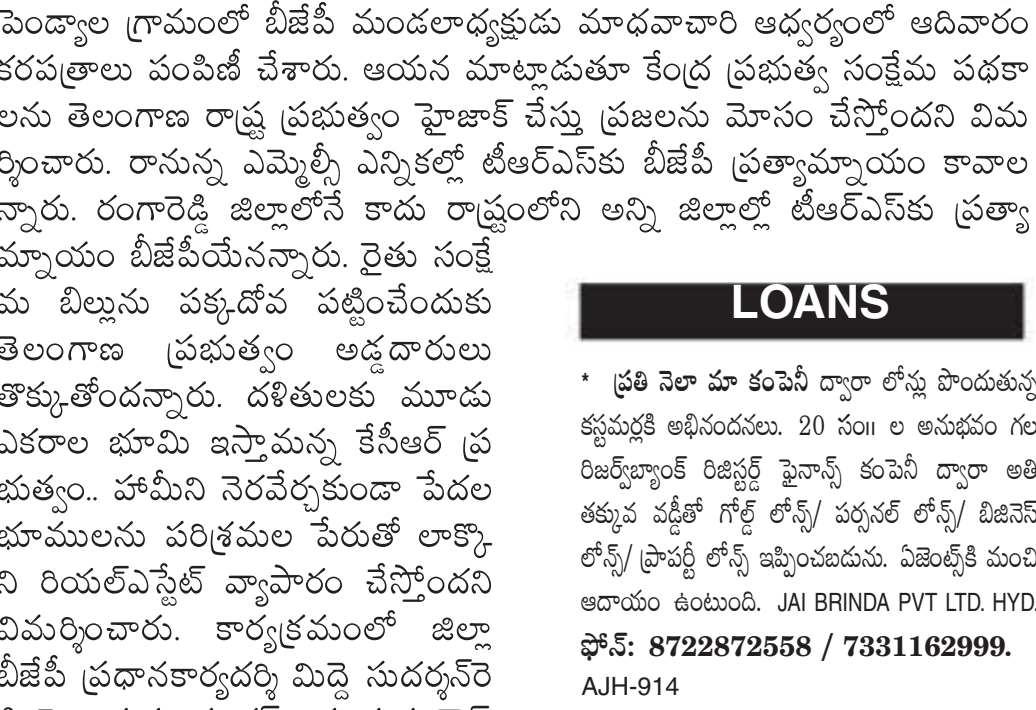 పెండ్యాల గ్రామంలో బీజేపీ మండలాధ్యక్షుడు మాధవాచారి ఆధ్వర్యంలో ఆదివారం
కరపత్రాలు పంపిణీ చేశారు. ఆయన మాట్లాడుతూ కేంద్ర ప్రభుత్వ సంక్షేమ పథకా
లను తెలంగాణ రాష్ట్ర ప్రభుత్వం హైజాక్ చేస్తు ప్రజలను మోసం చేస్తోందని విమ
ర్శించారు. రానున్న ఎమ్మెల్సీ ఎన్నికల్లో టీఆర్ఎస్‌కు బీజేపీ ప్రత్యామ్నాయం కావాల
న్నారు. రంగారెడ్డి జిల్లాలోనే కాదు రాష్ట్రంలోని అన్ని జిల్లాల్లో టీఆర్ఎస్‌కు ప్రత్యా
మ్నాయం బీజేపీయేనన్నారు. రైతు సంక్షే
మ బిల్లును పక్కదోవ పట్టించేందుకు
తెలంగాణ ప్రభుత్వం అడ్డదారులు
తొక్కుతోందన్నారు. దళితులకు మూడు
ఎకరాల భూమి ఇస్తామన్న కేసీఆర్ ప్ర
భుత్వం.. హామీని నెరవేర్చకుండా పేదల
భూములను పరిశ్రమల పేరుతో లాక్కొ
ని రియల్ఎస్టేట్ వ్యాపారం చేస్తోందని
విమర్శించారు. కార్యక్రమంలో జిల్లా
బీజేపీ ప్రధానకార్యదర్శి మిద్దె సుదర్శన్‌రె
LOANS
* ప్రతి నెలా మా కంపెనీ ద్వారా లోన్లు పొందుతున్న
కస్టమర్లకి అభినందనలు. 20 సం॥ ల అనుభవం గల
రిజర్వ్‌బ్యాంక్ రిజిస్టర్డ్ ఫైనాన్స్ కంపెనీ ద్వారా అతి
తక్కువ వడ్డీతో గోల్డ్ లోన్స్/ పర్సనల్ లోన్స్/ బిజినెస్
లోన్స్/ ప్రాపర్టీ లోన్స్ ఇప్పించబడును. ఏజెంట్స్‌కి మంచి
ఆదాయం ఉంటుంది. JAI BRINDA PVT LTD. HYD.
ఫోన్: 8722872558 / 7331162999.
AJH-914